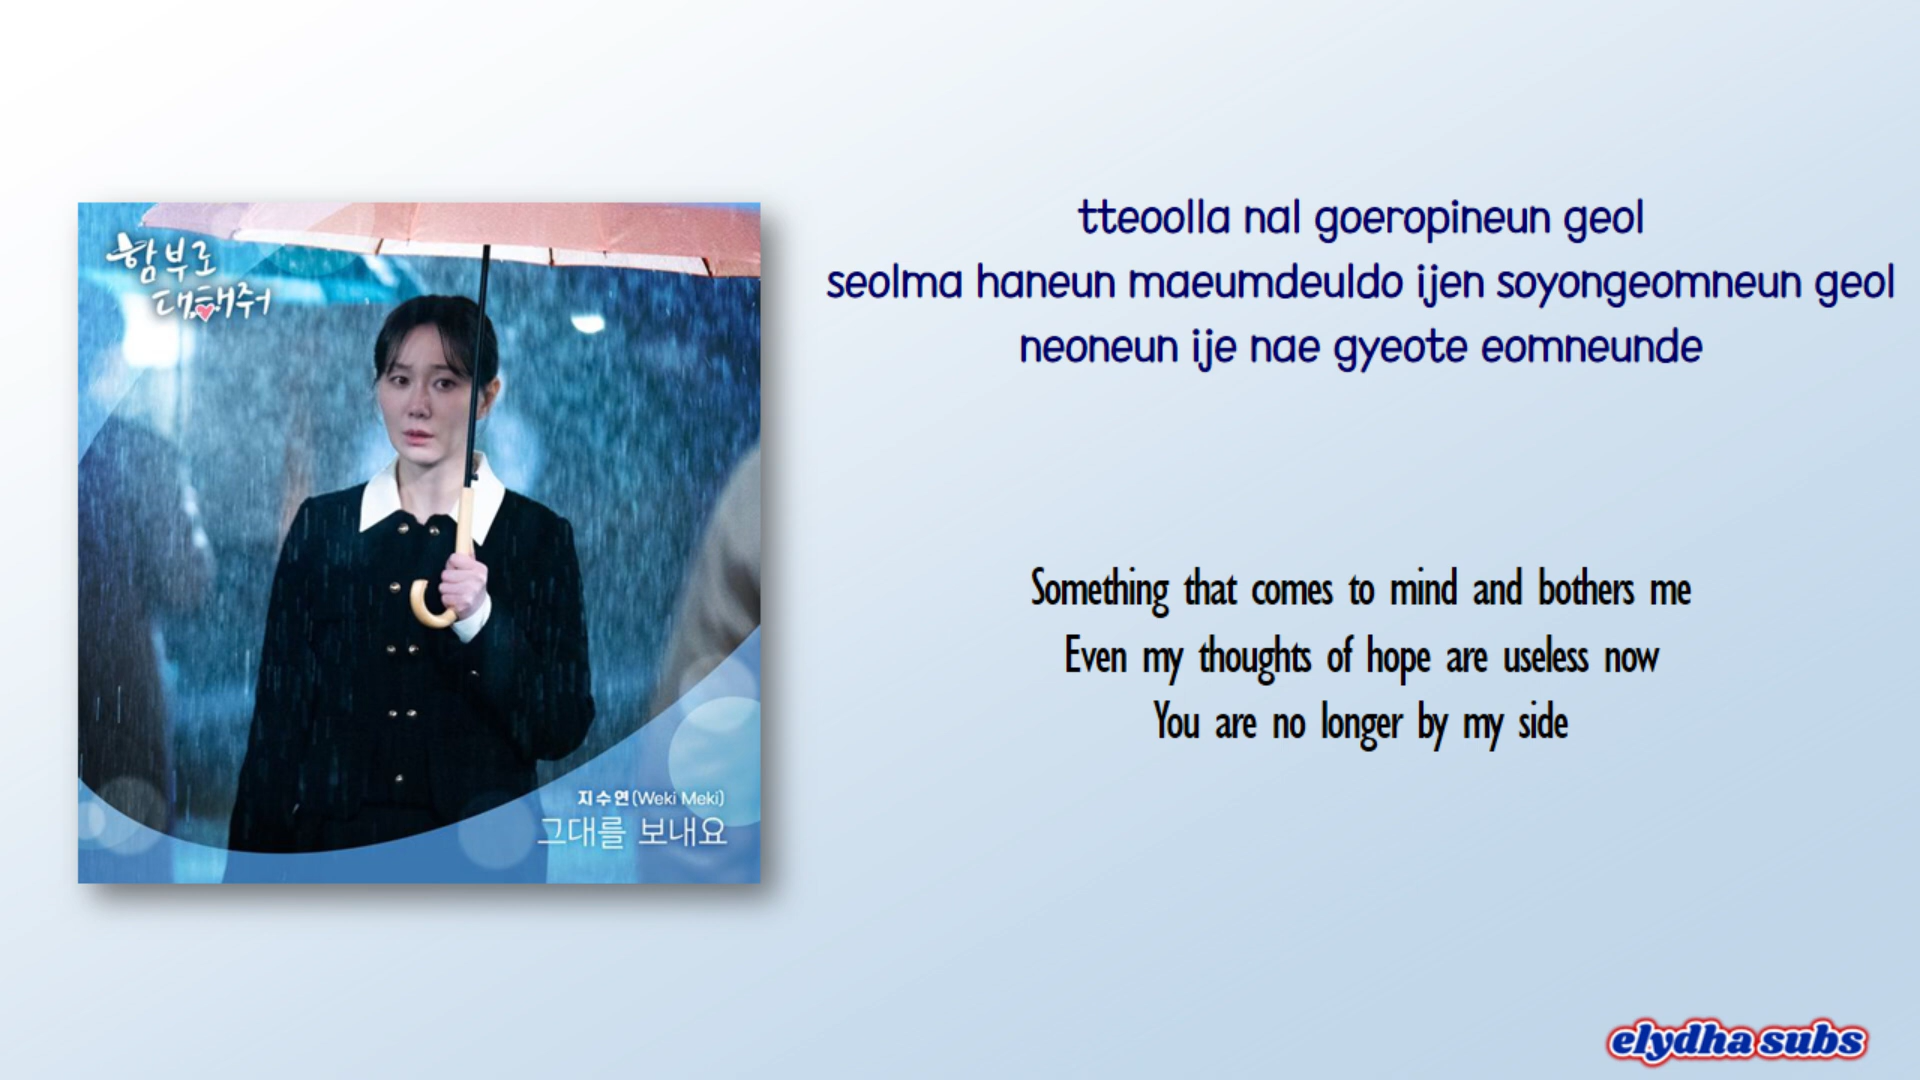 함부로
대해줘
지수연(Weki Meki)
그대를 보내요
tteoolla nal goeropineun geol
seolma haneun maeumdeuldo ijen soyongeomneun geol
neoneun ije nae gyeote eomneunde
Something that comes to mind and bothers me
Even my thoughts of hope are useless now
You are no longer by my side
elydha subs